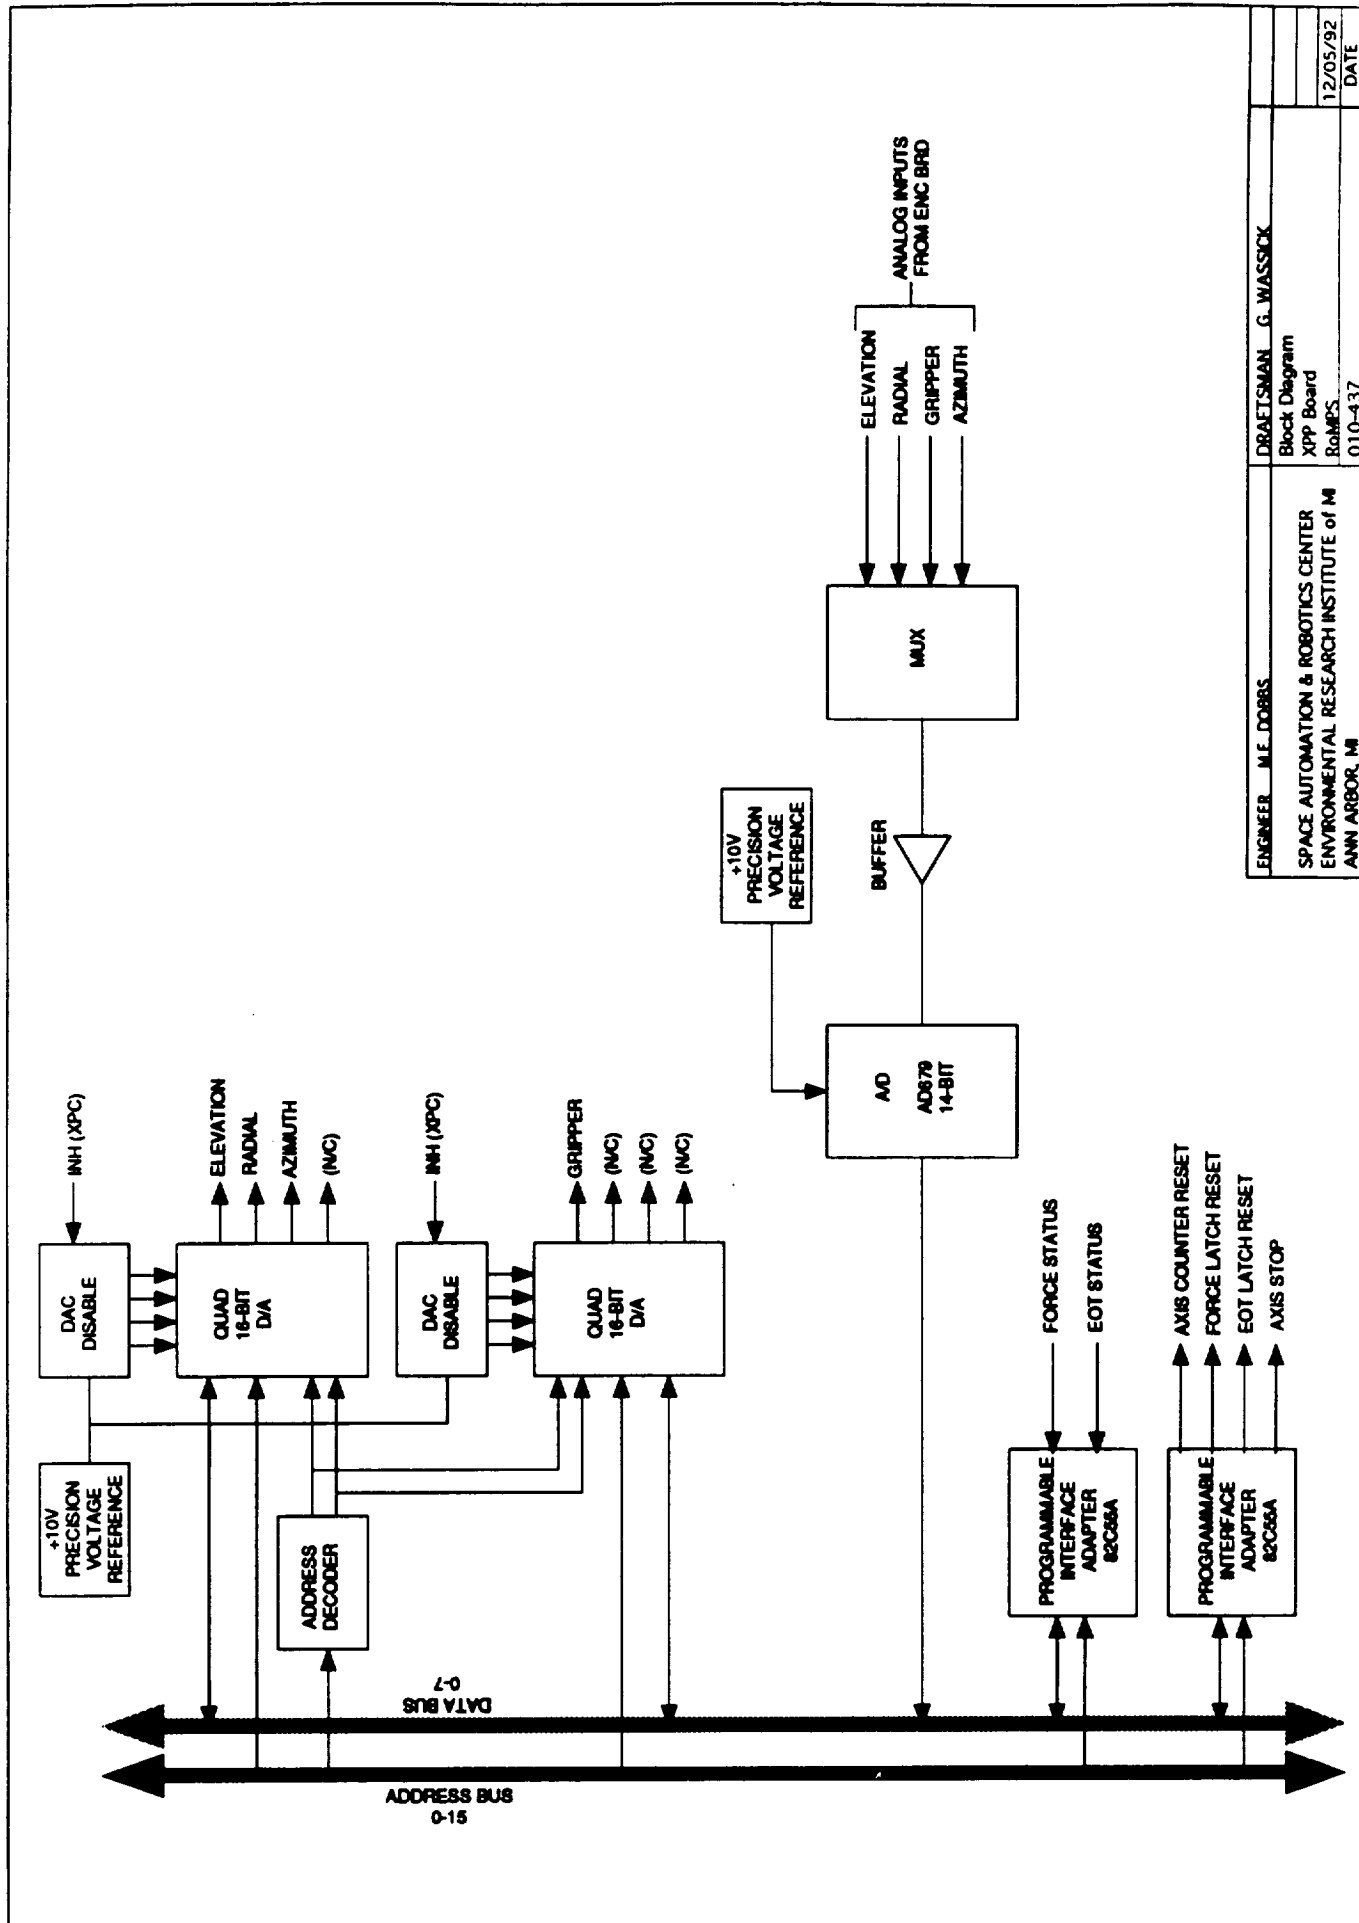 +10V
PRECISION
VOLTAGE
REFERENCE
DAC
DISABLE
INH (XPC)
QUAD
16-BIT
D/A
ELEVATION
RADIAL
AZIMUTH
(N/C)
ADDRESS
DECODER
DAC
DISABLE
INH (XPC)
QUAD
16-BIT
D/A
GRIPPER
(N/C)
(N/C)
(N/C)
DATA BUS
0-7
ADDRESS BUS
0-15
+10V
PRECISION
VOLTAGE
REFERENCE
A/D
AD679
14-BIT
BUFFER
MUX
ELEVATION
RADIAL
GRIPPER
AZIMUTH
ANALOG INPUTS
FROM ENC BRD
PROGRAMMABLE
INTERFACE
ADAPTER
82C55A
FORCE STATUS
EOT STATUS
PROGRAMMABLE
INTERFACE
ADAPTER
82C55A
AXIS COUNTER RESET
FORCE LATCH RESET
EOT LATCH RESET
AXIS STOP
ENGINEER M.E. DOBBS
DRAFTSMAN G. WASSICK
SPACE AUTOMATION & ROBOTICS CENTER
ENVIRONMENTAL RESEARCH INSTITUTE of MI
ANN ARBOR, MI
Block Diagram
XPP Board
RoMPS
010-437
12/05/92
DATE